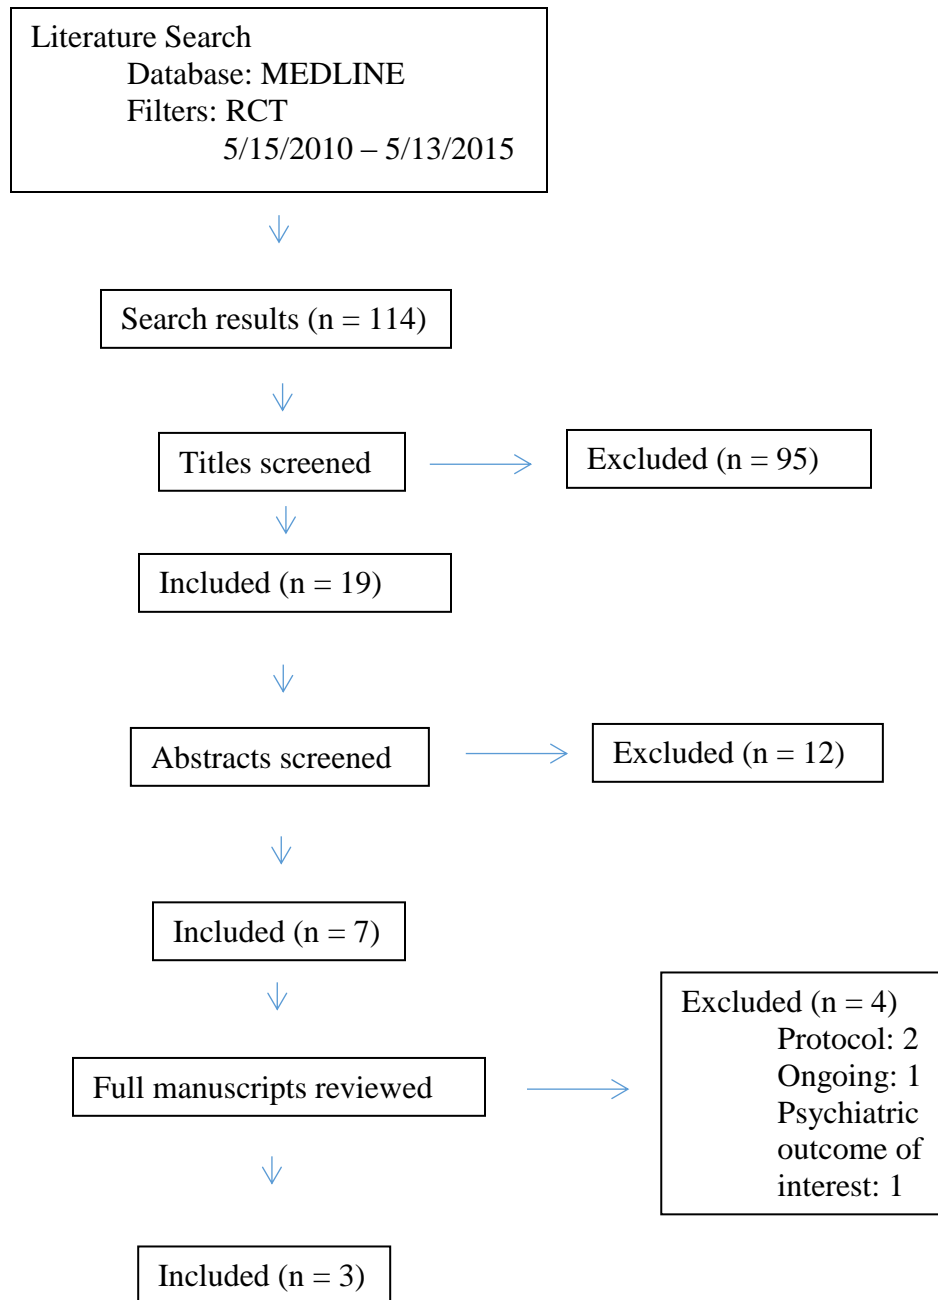 Literature Search
Database: MEDLINE
Filters: RCT
5/15/2010 – 5/13/2015
Search results (n = 114)
Titles screened
Excluded (n = 95)
Included (n = 19)
Abstracts screened
Excluded (n = 12)
Included (n = 7)
Full manuscripts reviewed
Excluded (n = 4)
Protocol: 2
Ongoing: 1
Psychiatric
outcome of
interest: 1
Included (n = 3)